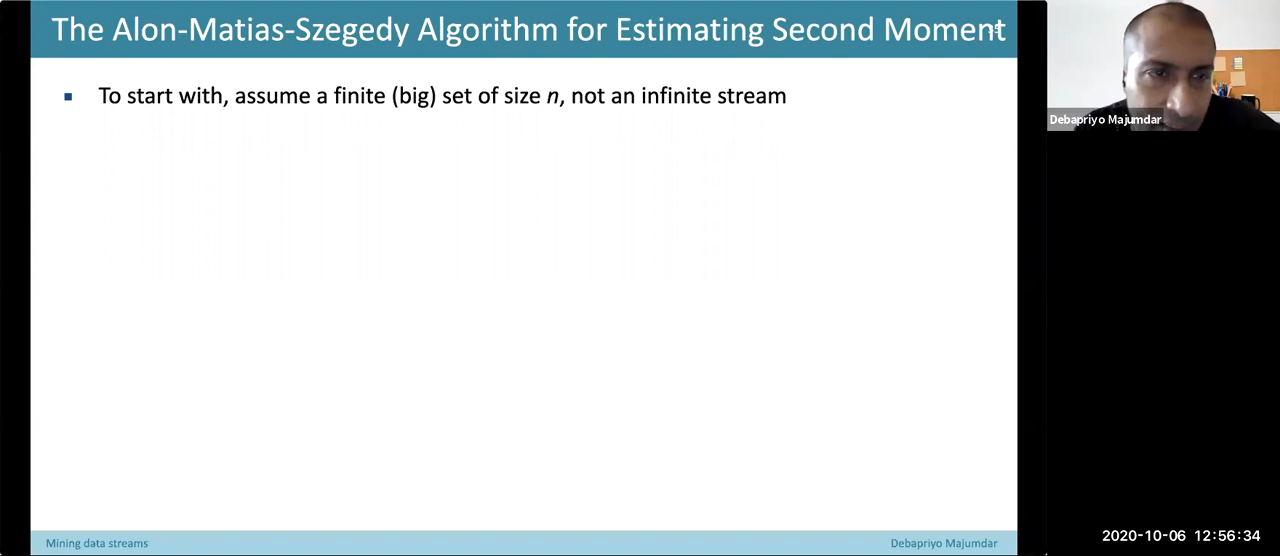 The Alon-Matias-Szegedy Algorithm for Estimating Second Moment
To start with, assume a finite (big) set of size n, not an infinite stream
Debapriyo Majumdar
Mining data streams
Debapriyo Majumdar
2020-10-06 12:56:34